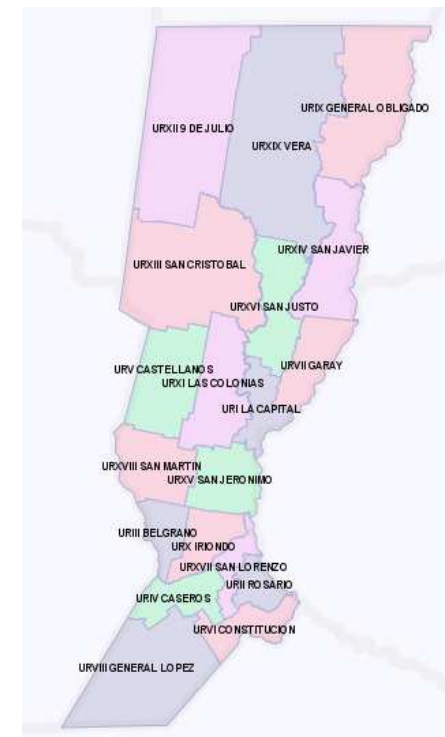 URIX GENERAL OBLIGADO
URXII 9 DE JULIO
URXIX VERA
URXIV SAN JAVIER
URXIII SAN CRISTOBAL
URXVI SAN JUSTO
URV CASTELLANOS
URVII GARAY
URXI LAS COLONIAS
URI LA CAPITAL
URXVIII SAN MARTIN
URXV SAN JERONIMO
URIII BELGRANO
URX IRIONDO
URXVII SAN LORENZO
URII ROSARIO
URIV CASEROS
URVI CONSTITUCION
URVIII GENERAL LOPEZ